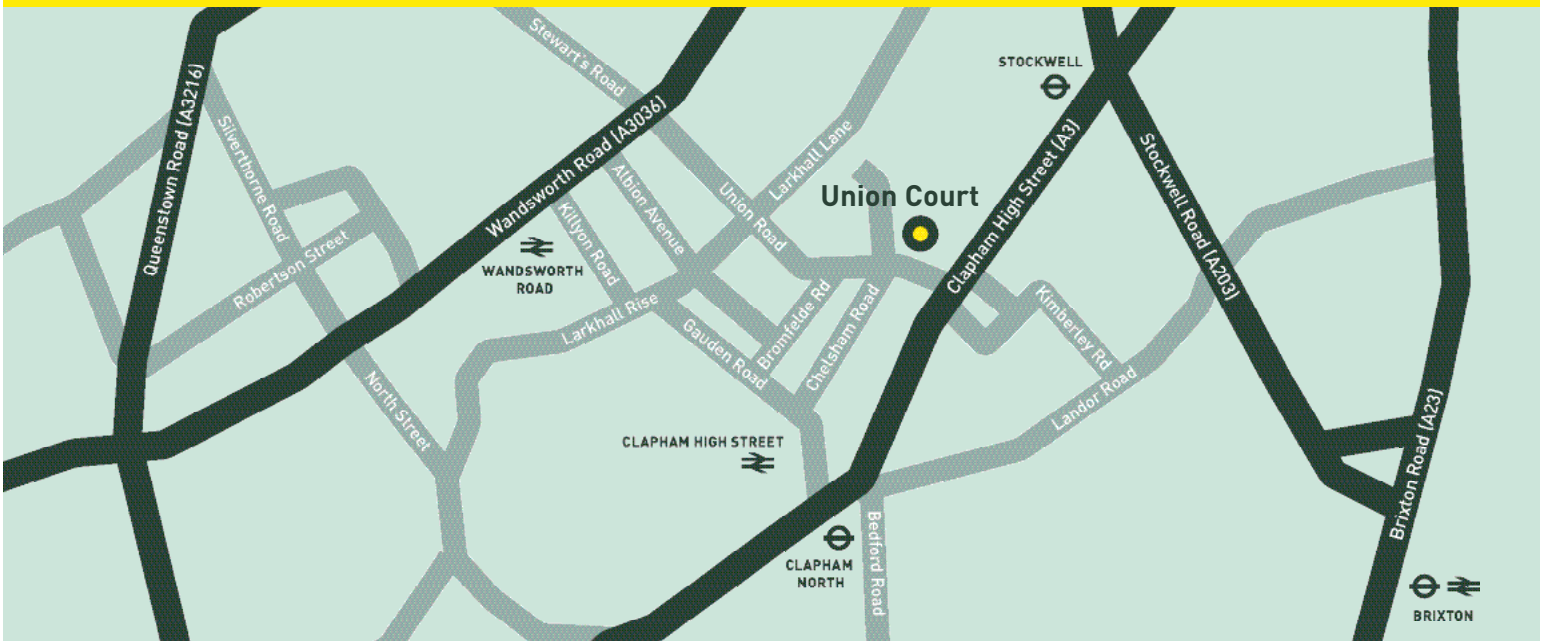 Stewart's Road
STOCKWELL
Queenstown Road (A3216)
Silverthorne Road
Wandsworth Road (A3036)
Larkhall Lane
Clapham High Street (A3)
Stockwell Road (A203)
Albion Avenue
Union Road
Union Court
Killyon Road
Robertson Street
WANDSWORTH
ROAD
Larkhall Rise
Gauden Road
Bromfelde Rd
Chelsham Road
Kimberley Rd
North Street
Landor Road
CLAPHAM HIGH STREET
Brixton Road (A23)
CLAPHAM
NORTH
Bedford Road
BRIXTON